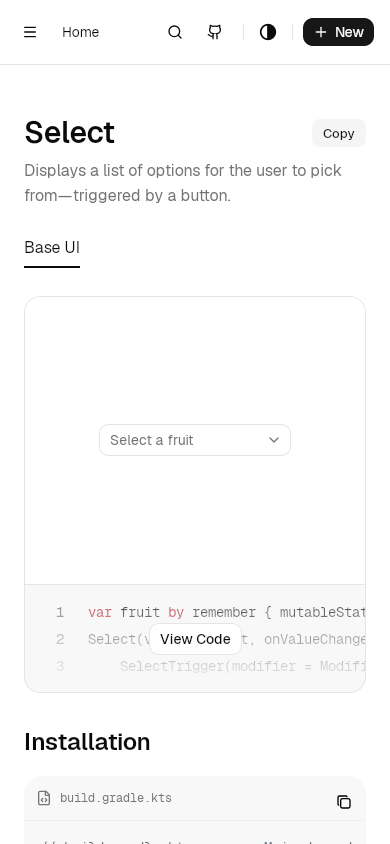 Home
New
Select
Copy
Displays a list of options for the user to pick
from—triggered by a button.
Base UI
Select a fruit
1 var fruit by remember { mutableStat
2 Select(v t, onValueChange
View Code
3 SelectTrigger(modifier = Modifi
Installation
build.gradle.kts